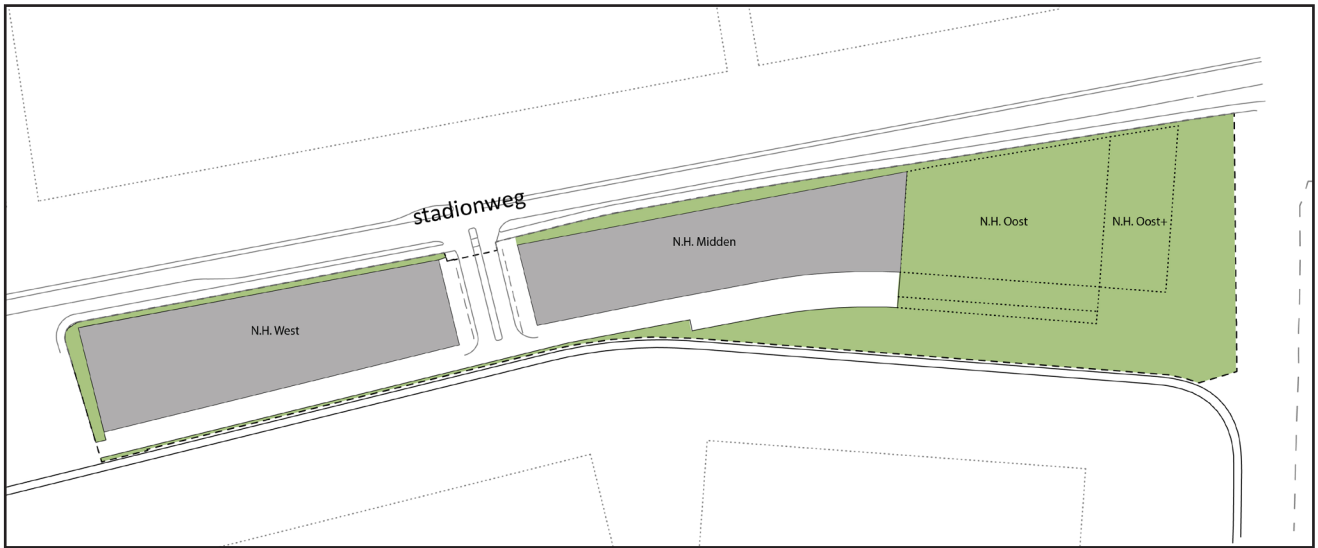 stadionweg
N.H. West
N.H. Midden
N.H. Oost
N.H. Oost+